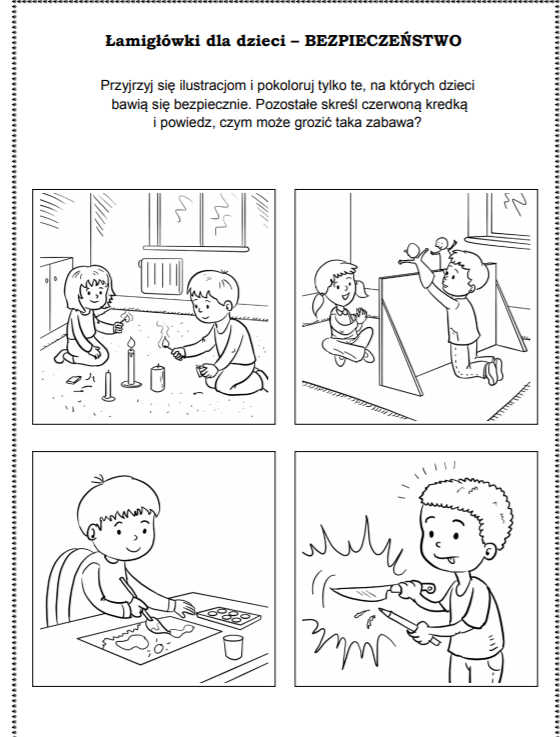 Łamigłówki dla dzieci – BEZPIECZEŃSTWO
Przyjrzyj się ilustracjom i pokoloruj tylko te, na których dzieci
bawią się bezpiecznie. Pozostałe skreśl czerwoną kredką
i powiedz, czym może grozić taka zabawa?